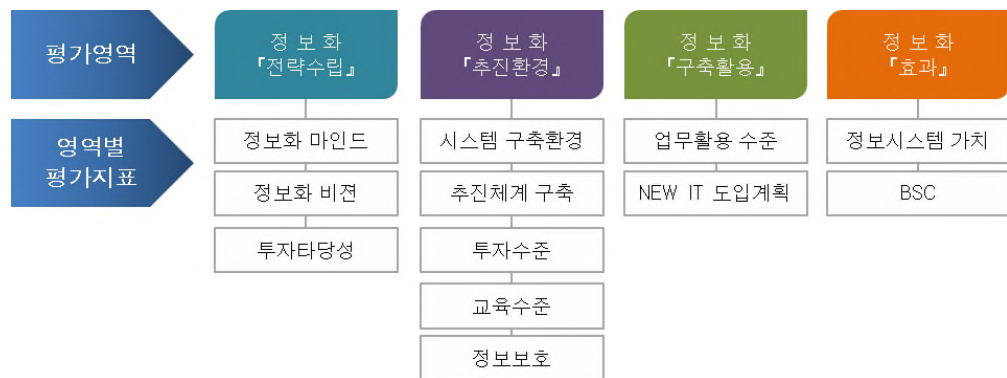 평가영역
정 보 화
『전략수립』
정 보 화
『추진환경』
정 보 화
『구축활용』
정 보 화
『효과』
영역별
평가지표
정보화 마인드
정보화 비젼
투자타당성
시스템 구축환경
추진체계 구축
투자수준
교육수준
정보보호
업무활용 수준
NEW IT 도입계획
정보시스템 가치
BSC